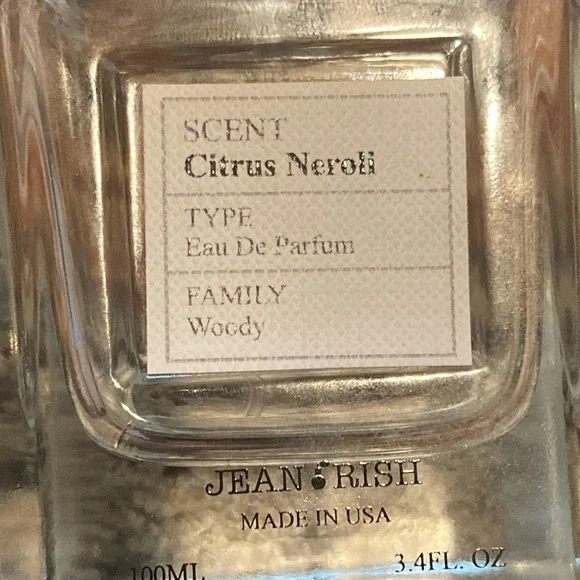 SCENT
Citrus Neroli
TYPE
Eau De Parfum
FAMILY
Woody
JEAN RISH
MADE IN USA
100ML 3.4FL. OZ